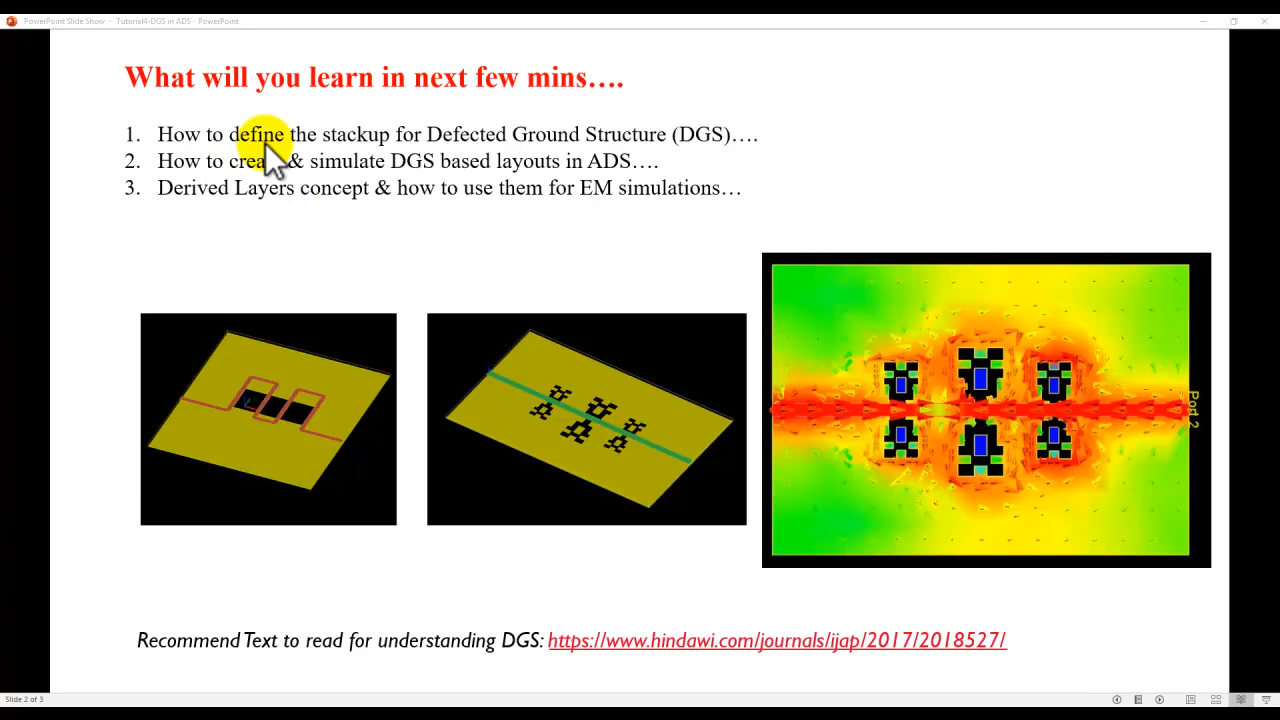 PowerPoint Slide Show - Tutorial4-DGS in ADS - PowerPoint
What will you learn in next few mins….
1. How to define the stackup for Defected Ground Structure (DGS)….
2. How to & simulate DGS based layouts in ADS….
3. Derived Layers concept & how to use them for EM simulations…
Port 2
Recommend Text to read for understanding DGS: https://www.hindawi.com/journals/ijap/2017/2018527/
Slide 2 of 3